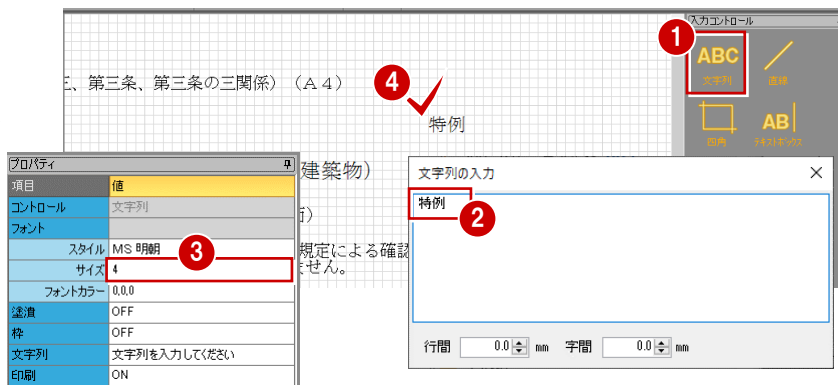 入力コントロール
1
ABC
文字列
直線
四角
AB
テキストボックス
、第三条、第三条の三関係）（Ａ４）
4
特例
建築物）
）
規定による確認
せん。
プロパティ
項目 値
コントロール 文字列
フォント
スタイル MS 明朝
3
サイズ 4
フォントカラー 0,0,0
塗潰 OFF
枠 OFF
文字列 文字列を入力してください
印刷 ON
文字列の入力
特例
2
行間 0.0 mm 字間 0.0 mm